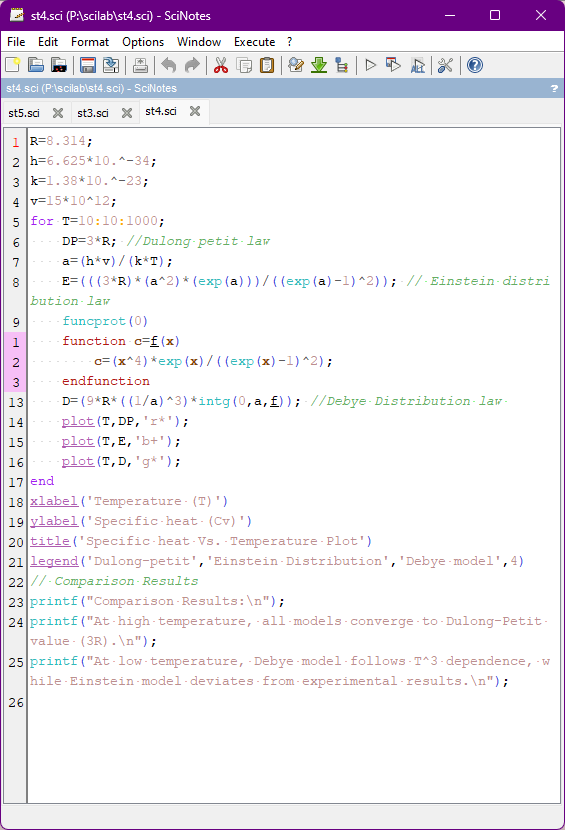 st4.sci (P:\scilab\st4.sci) - SciNotes
File Edit Format Options Window Execute ?
st4.sci (P:\scilab\st4.sci) - SciNotes ?
st5.sci st3.sci st4.sci
1 R=8.314;
2 h=6.625*10.^-34;
3 k=1.38*10.^-23;
4 v=15*10^12;
5 for T=10:10:1000;
6 DP=3*R; //Dulong petit law
7 a=(h*v)/(k*T);
8 E=(((3*R)*(a^2)*(exp(a)))/((exp(a)-1)^2)); // Einstein distri
bution law
9 funcprot(0)
1 function c=f(x)
2 c=(x^4)*exp(x)/((exp(x)-1)^2);
3 endfunction
13 D=(9*R*((1/a)^3)*intg(0,a,f)); //Debye Distribution law
14 plot(T,DP,'r*');
15 plot(T,E,'b+');
16 plot(T,D,'g*');
17 end
18 xlabel('Temperature (T)')
19 ylabel('Specific heat (Cv)')
20 title('Specific heat Vs. Temperature Plot')
21 legend('Dulong-petit','Einstein Distribution','Debye model',4)
22 // Comparison Results
23 printf("Comparison Results:\n");
24 printf("At high temperature, all models converge to Dulong-Petit
value (3R).\n");
25 printf("At low temperature, Debye model follows T^3 dependence, w
hile Einstein model deviates from experimental results.\n");
26